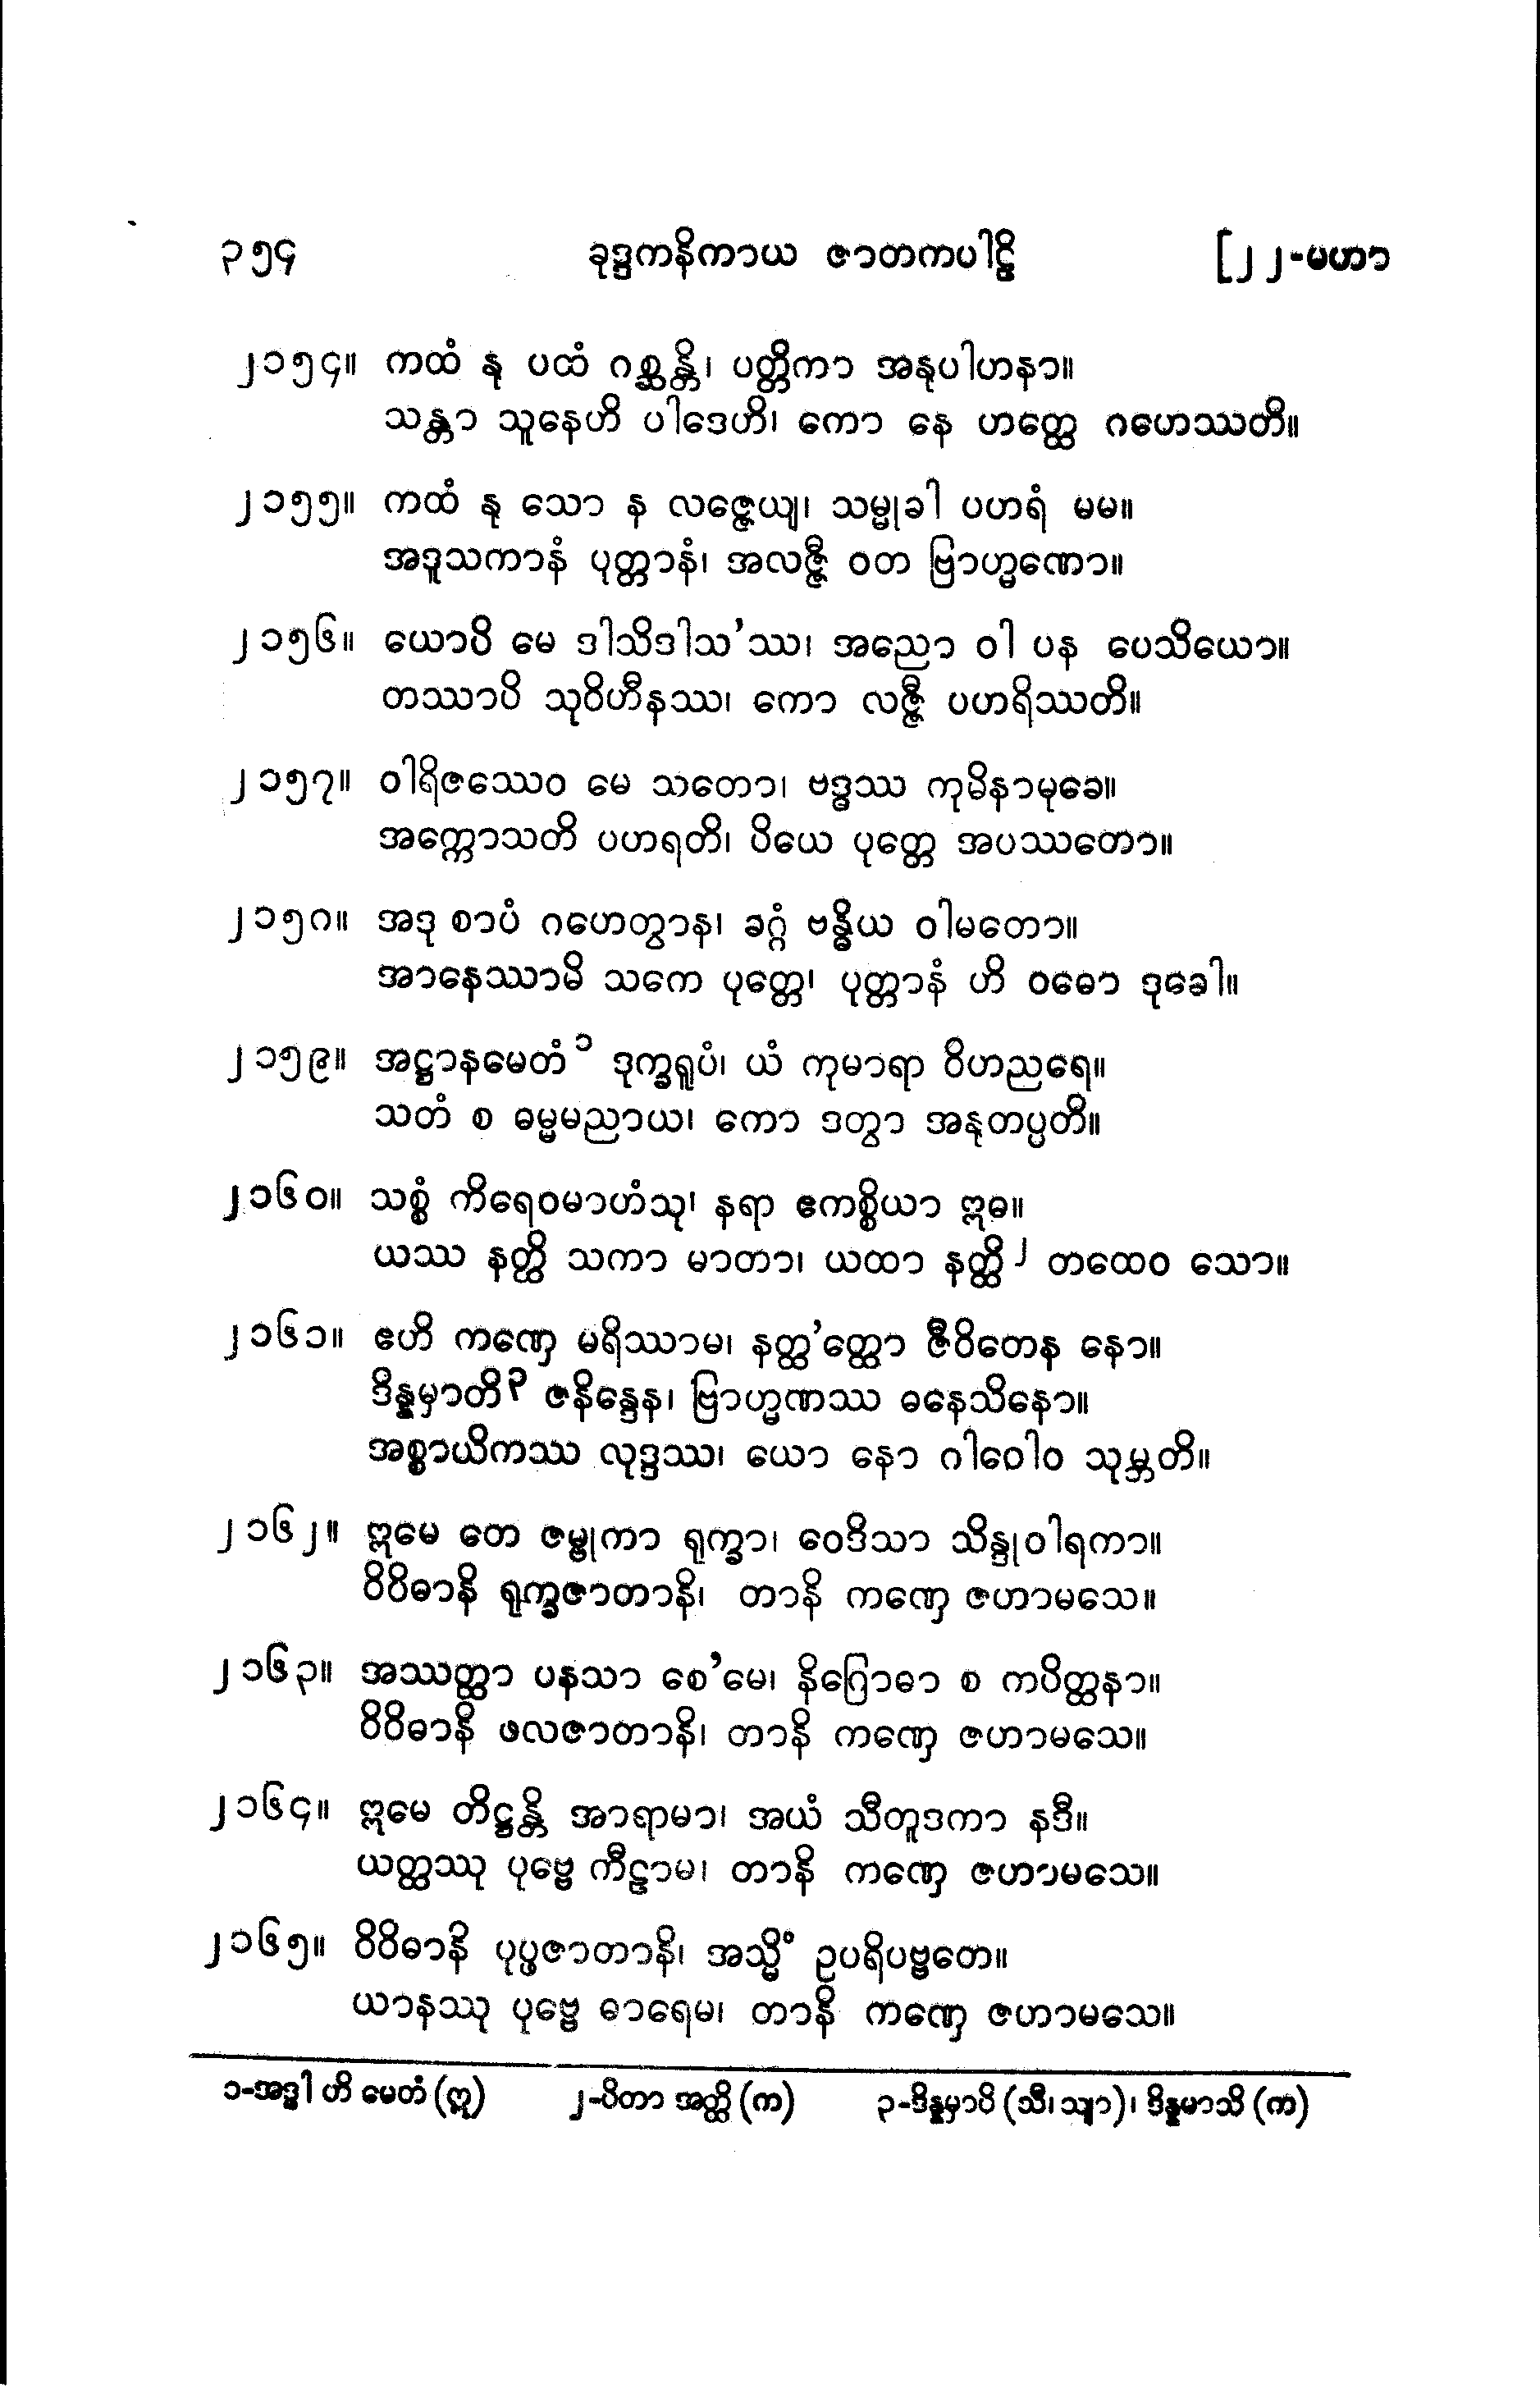 ၃၅၄ ခုဒ္ဒကနိကာယ ဇာတကပါဠိ [၂၂-မဟာ
၂၁၅၄။ ကထံ နု ပထံ ဂစ္ဆန္တိ၊ ပတ္တိကာ အနုပါဟနာ။
သန္တာ သူနေဟိ ပါဒေဟိ၊ ကော နေ ဟတ္ထေ ဂဟေဿတိ။
၂၁၅၅။ ကထံ နု သော န လဇ္ဇေယျ၊ သမ္မုခါ ပဟရံ မမ။
အဒူသကာနံ ပုတ္တာနံ၊ အလဇ္ဇီ ဝတ ဗြာဟ္မဏော။
၂၁၅၆။ ယောပိ မေ ဒါသိဒါသ’ဿ၊ အညော ဝါ ပန ပေသိယော။
တဿာပိ သုဝိဟီနဿ၊ ကော လဇ္ဇီ ပဟရိဿတိ။
၂၁၅၇။ ဝါရိဇဿေဝ မေ သတော၊ ဗဒ္ဓဿ ကုမိနာမုခေ။
အက္ကောသတိ ပဟရတိ၊ ပိယေ ပုတ္တေ အပဿတော။
၂၁၅၈။ အဒု စာပံ ဂဟေတွာန၊ ခဂ္ဂံ ဗန္ဓိယ ဝါမတော။
အာနေဿာမိ သကေ ပုတ္တေ၊ ပုတ္တာနံ ဟိ ဝဓော ဒုခေါ။
၂၁၅၉။ အဋ္ဌာနမေတံ၁ ဒုက္ခရူပံ၊ ယံ ကုမာရာ ဝိဟညရေ။
သတံ စ ဓမ္မမညာယ၊ ကော ဒတွာ အနုတပ္ပတိ။
၂၁၆၀။ သစ္စံ ကိရေဝမာဟံသု၊ နရာ ဧကစ္စိယာ ဣဓ။
ယဿ နတ္ထိ သကာ မာတာ၊ ယထာ နတ္ထိ၂ တထေဝ သော။
၂၁၆၁။ ဧဟိ ကဏှေ မရိဿာမ၊ နတ္ထ’တ္ထော ဇီဝိတေန နော။
ဒိန္နမှာတိ၃ ဇနိန္ဒေန၊ ဗြာဟ္မဏဿ ဓနေသိနော။
အစ္စာယိကဿ လုဒ္ဒဿ၊ ယော နော ဂါဝေါဝ သုမ္ဘတိ။
၂၁၆၂။ ဣမေ တေ ဇမ္ဗုကာ ရုက္ခာ၊ ဝေဒိသာ သိန္ဒုဝါရကာ။
ဝိဝိဓာနိ ရုက္ခဇာတာနိ၊ တာနိ ကဏှေ ဇဟာမသေ။
၂၁၆၃။ အဿတ္ထာ ပနသာ စေ’မေ၊ နိဂြောဓာ စ ကပိတ္ထနာ။
ဝိဝိဓာနိ ဖလဇာတာနိ၊ တာနိ ကဏှေ ဇဟာမသေ။
၂၁၆၄။ ဣမေ တိဋ္ဌန္တိ အာရာမာ၊ အယံ သီတူဒကာ နဒီ။
ယတ္ထဿု ပုဗ္ဗေ ကီဠာမ၊ တာနိ ကဏှေ ဇဟာမသေ။
၂၁၆၅။ ဝိဝိဓာနိ ပုပ္ဖဇာတာနိ၊ အသ္မိံ ဥပရိပဗ္ဗတေ။
ယာနဿု ပုဗ္ဗေ ဓာရေမ၊ တာနိ ကဏှေ ဇဟာမသေ။
၁-အဒ္ဓါ ဟိ မေတံ (ဣ) ၂-ပိတာ အတ္ထိ (က) ၃-ဒိန္နမှာပိ (သီ၊ သျာ)၊ ဒိန္နမာသိ (က)